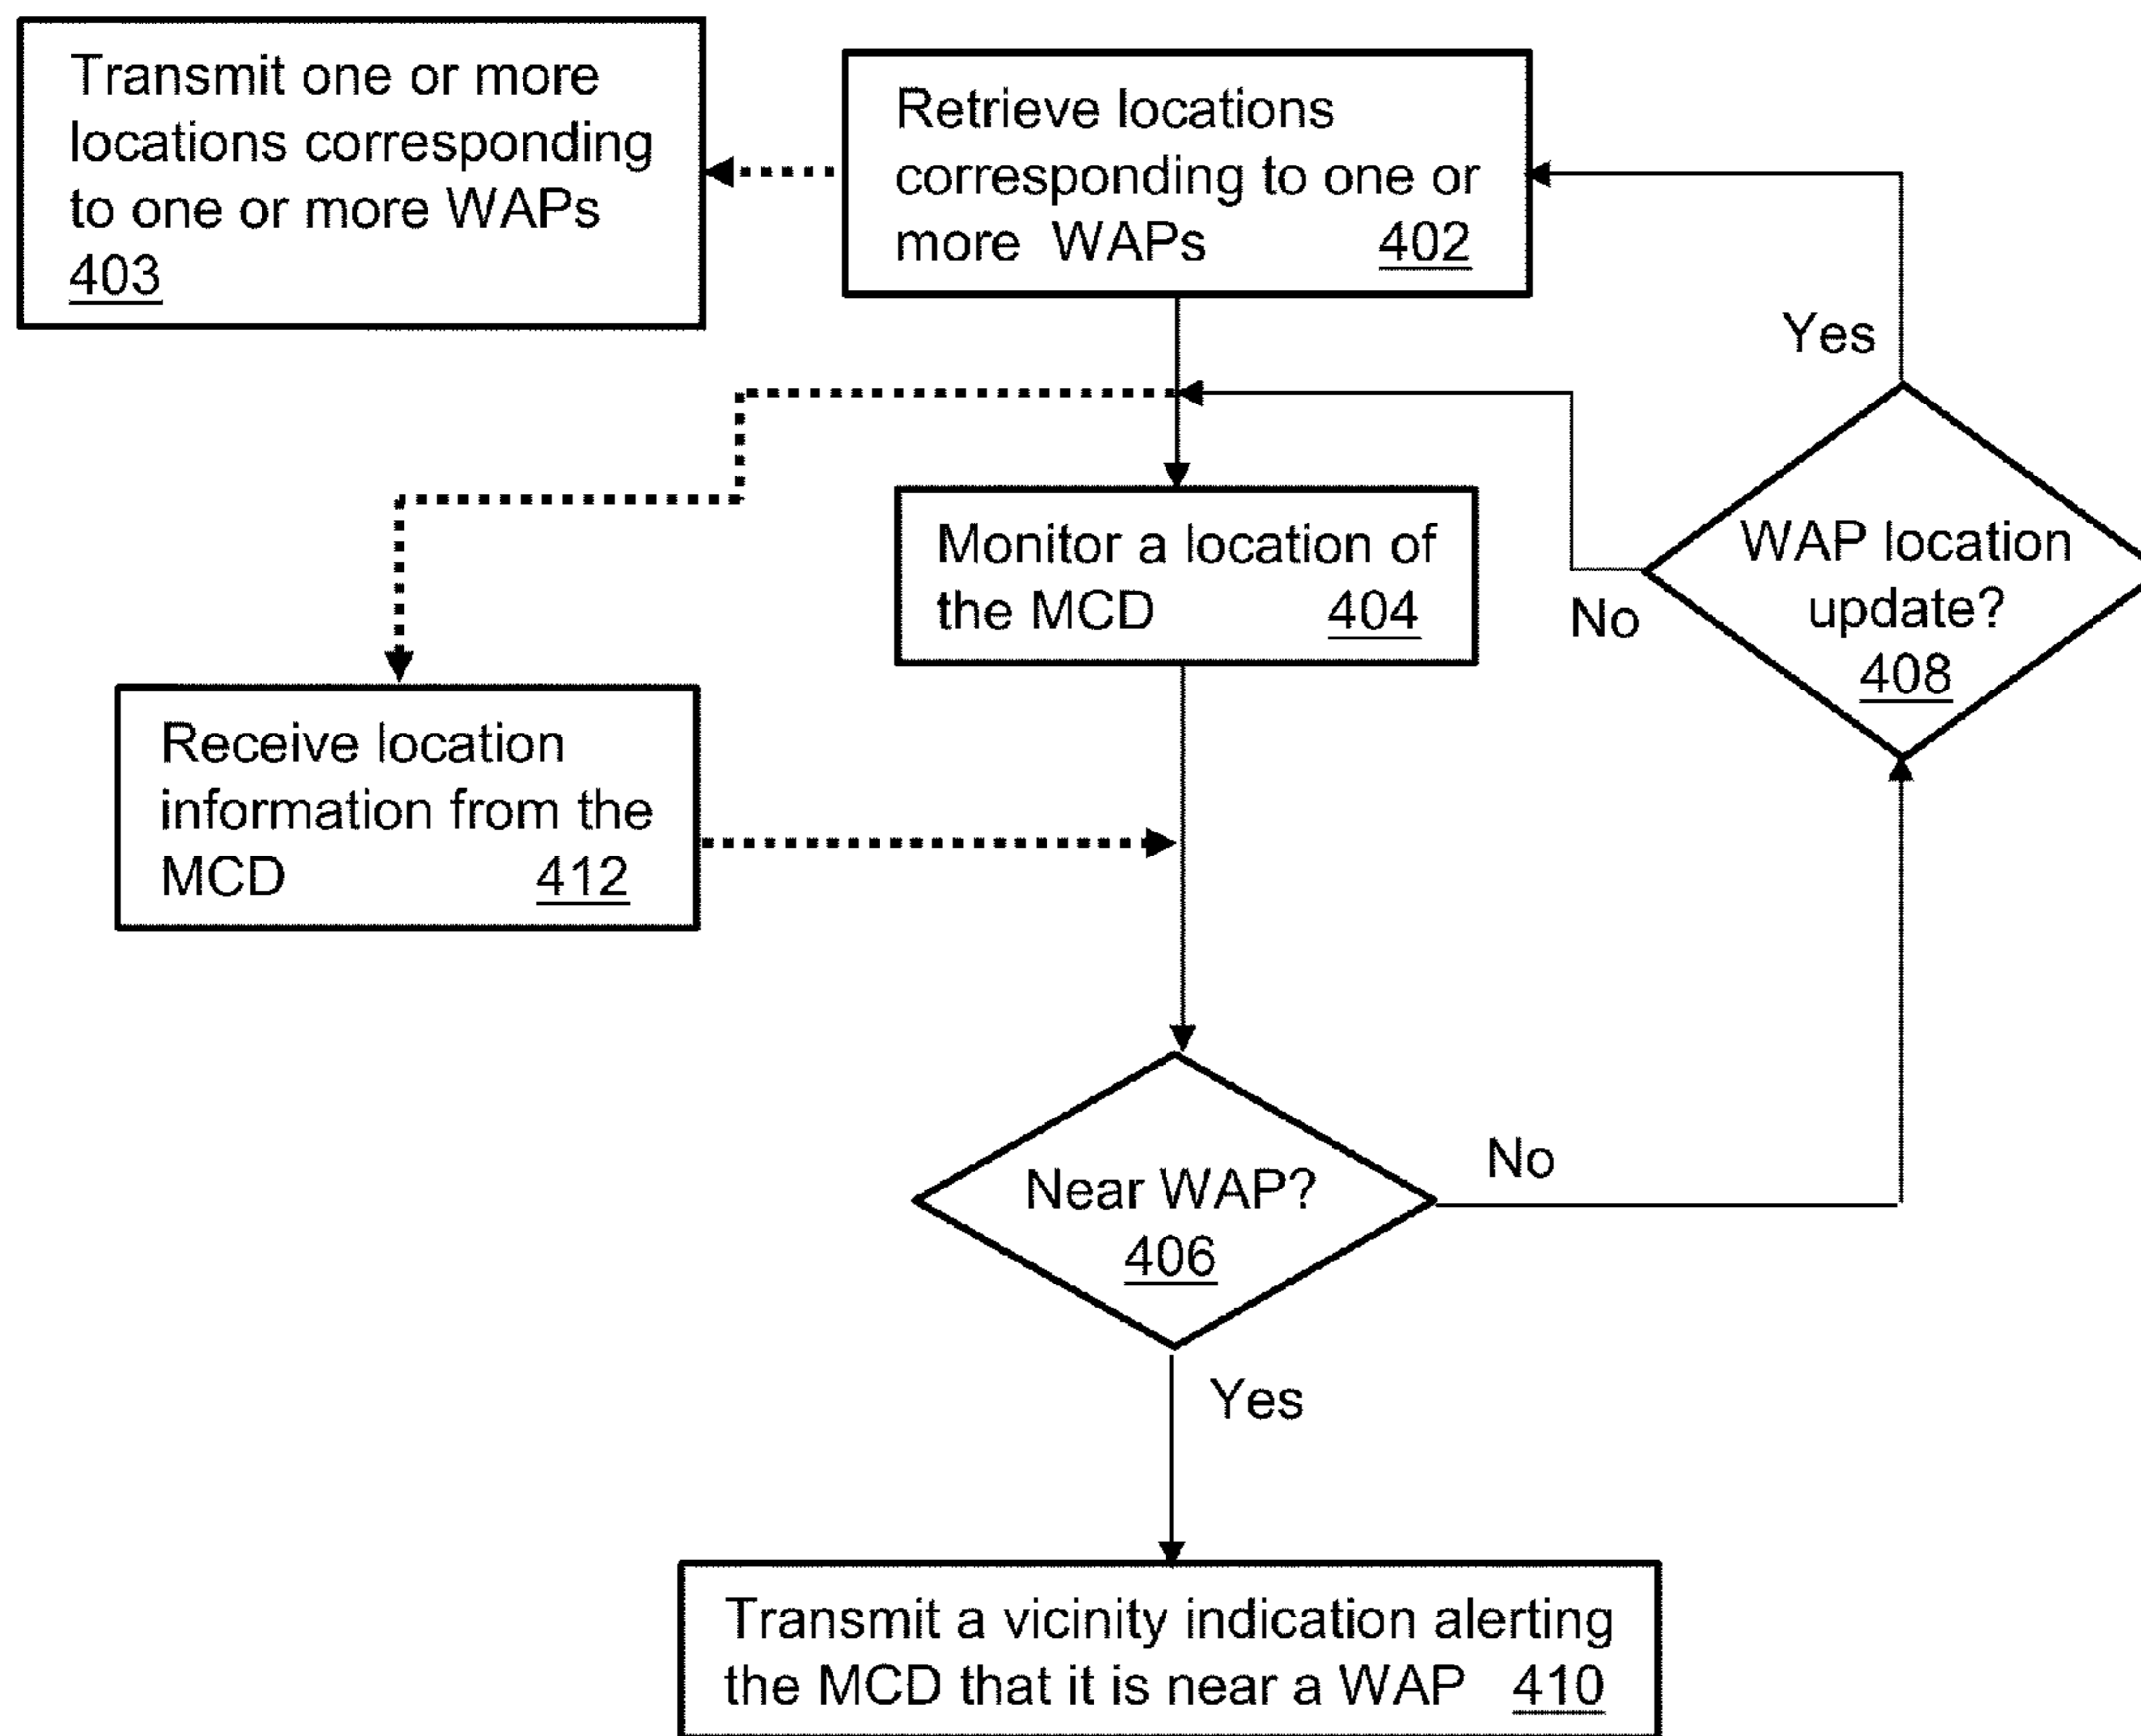 Transmit one or more
locations corresponding
to one or more WAPs
403
Retrieve locations
corresponding to one or
more WAPs 402
Yes
Monitor a location of
the MCD 404
WAP location
update?
408
No
Receive location
information from the
MCD 412
Near WAP?
406
No
Yes
Transmit a vicinity indication alerting
the MCD that it is near a WAP 410